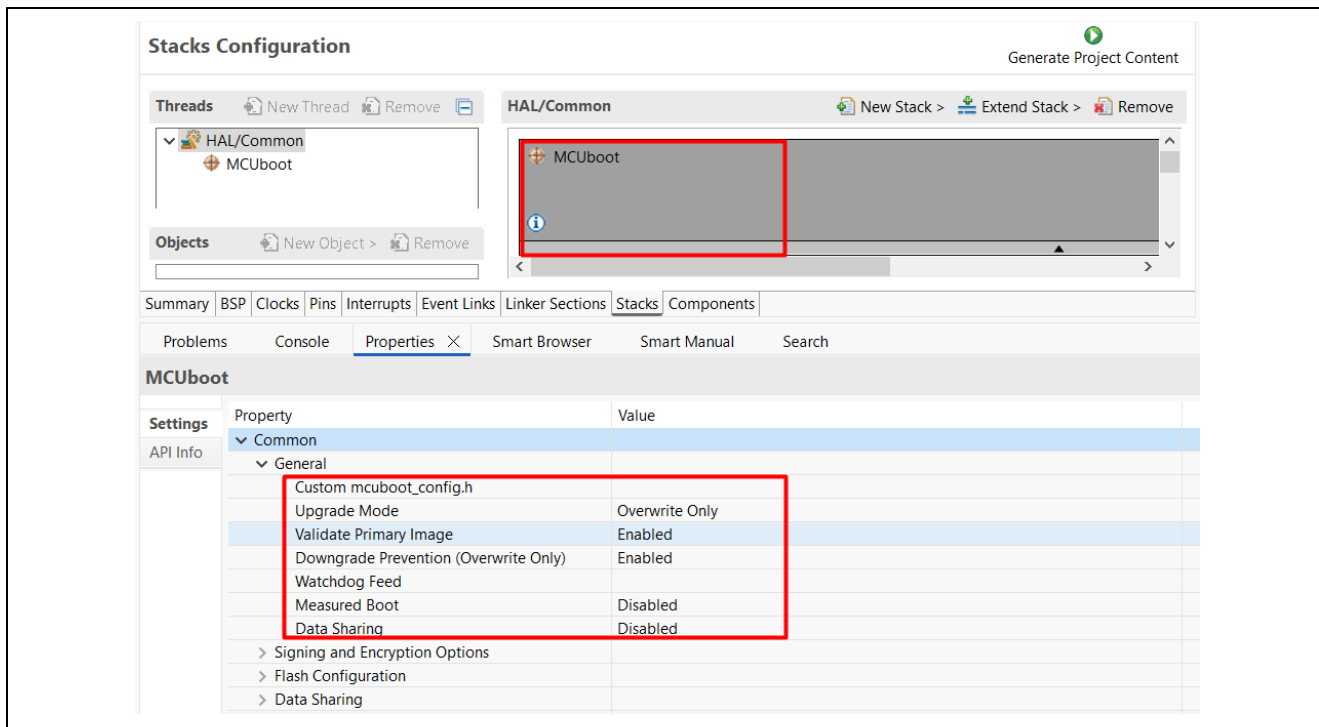 Stacks Configuration
Generate Project Content
Threads New Thread Remove
HAL/Common New Stack > Extend Stack > Remove
HAL/Common
MCUboot
MCUboot
Objects New Object > Remove
Summary BSP Clocks Pins Interrupts Event Links Linker Sections Stacks Components
Problems Console Properties Smart Browser Smart Manual Search
MCUboot
Settings
API Info
Property Value
Common
General
Custom mcuboot_config.h
Upgrade Mode Overwrite Only
Validate Primary Image Enabled
Downgrade Prevention (Overwrite Only) Enabled
Watchdog Feed
Measured Boot Disabled
Data Sharing Disabled
Signing and Encryption Options
Flash Configuration
Data Sharing